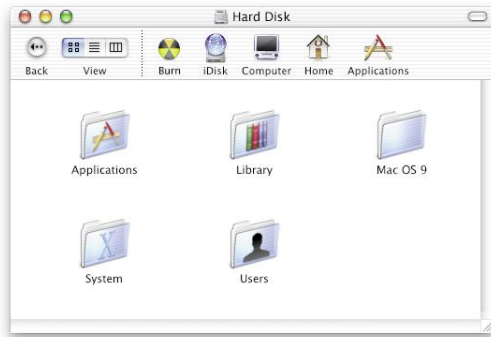 Hard Disk
Back View Burn iDisk Computer Home Applications
Applications Library Mac OS 9
System Users